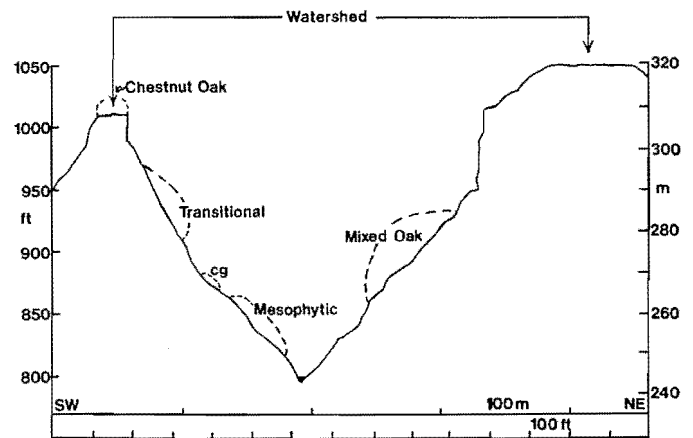 Watershed
1050
1000
950
ft
900
850
800
320
300
m
280
260
240
Chestnut Oak
Transitional
cg
Mesophytic
Mixed Oak
SW
100m
NE
100 ft